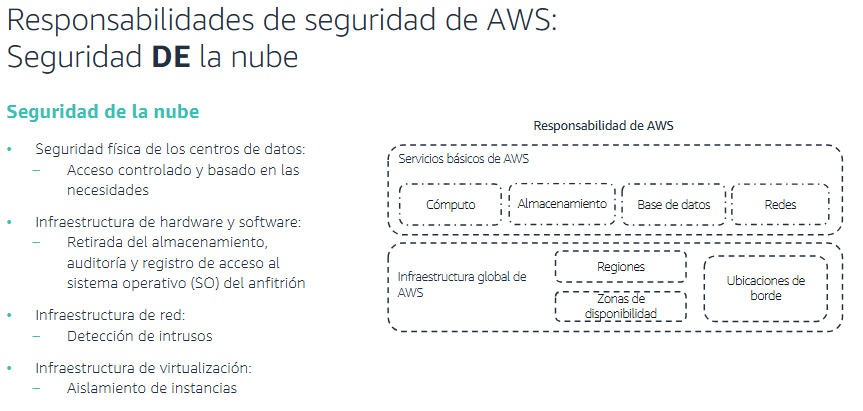 Responsabilidades de seguridad de AWS:
Seguridad DE la nube
Seguridad de la nube
• Seguridad física de los centros de datos:
– Acceso controlado y basado en las
necesidades
• Infraestructura de hardware y software:
– Retirada del almacenamiento,
auditoría y registro de acceso al
sistema operativo (SO) del anfitrión
• Infraestructura de red:
– Detección de intrusos
• Infraestructura de virtualización:
– Aislamiento de instancias
Responsabilidad de AWS
Servicios básicos de AWS
Cómputo
Almacenamiento
Base de datos
Redes
Infraestructura global de
AWS
Regiones
Zonas de
disponibilidad
Ubicaciones de
borde